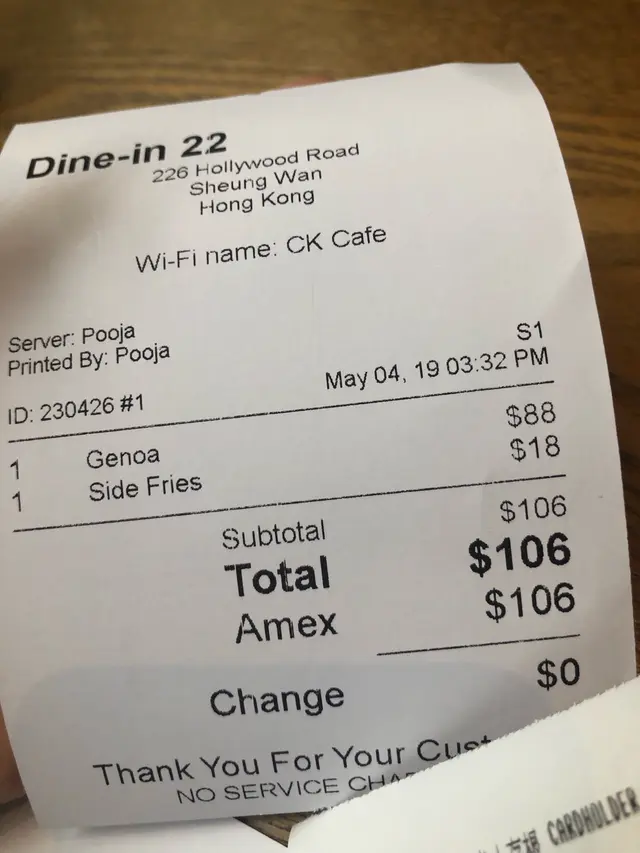 Dine-in 22
226 Hollywood Road
Sheung Wan
Hong Kong
Wi-Fi name: CK Cafe
Server: Pooja
Printed By: Pooja
S1
ID: 230426 #1 May 04, 19 03:32 PM
1 Genoa $88
1 Side Fries $18
Subtotal $106
Total $106
Amex $106
Change $0
Thank You For Your
NO SERVICE
CARDHOLDER